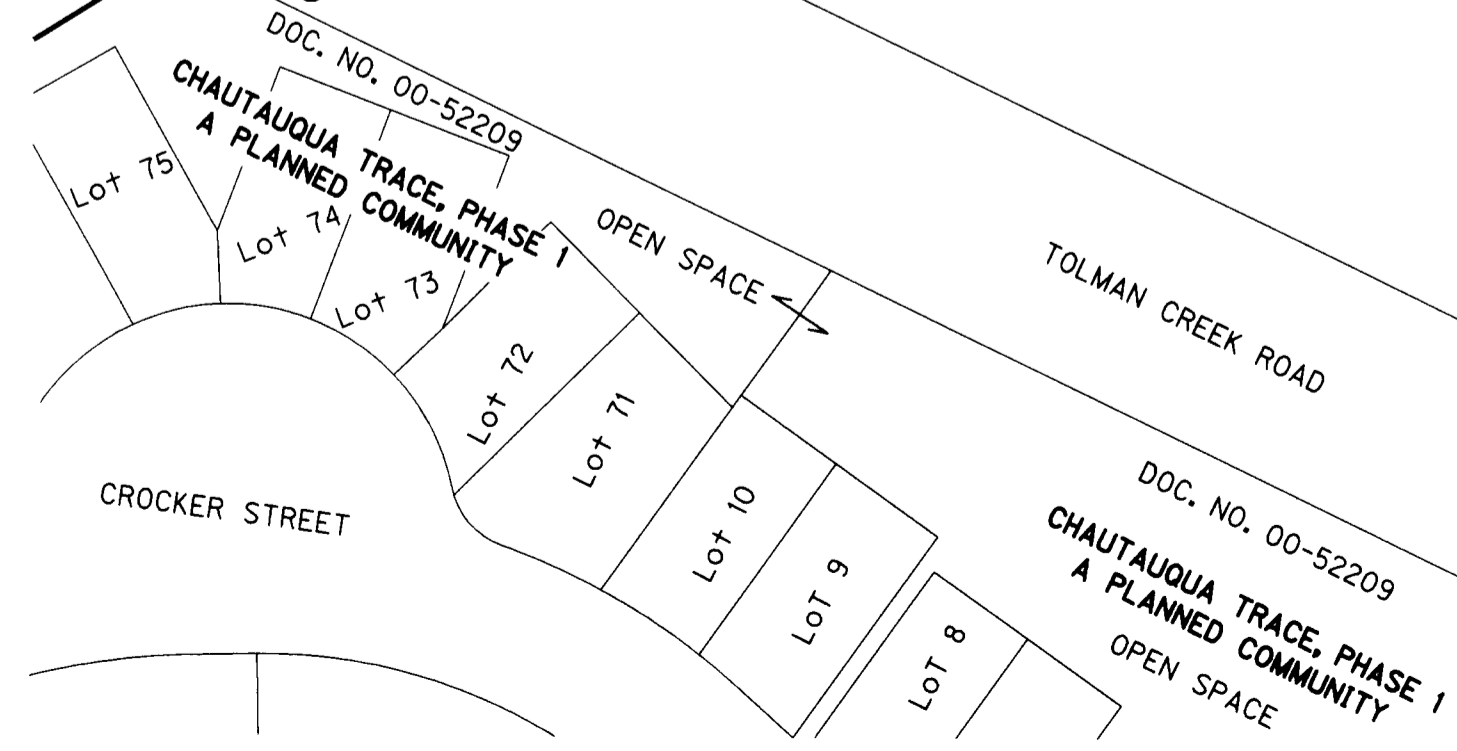 DOC. NO. 00-52209
CHAUTAUQUA TRACE, PHASE 1
A PLANNED COMMUNITY
Lot 75
Lot 74
Lot 73
OPEN SPACE
TOLMAN CREEK ROAD
Lot 72
Lot 71
CROCKER STREET
Lot 10
LOT 9
LOT 8
DOC. NO. 00-52209
CHAUTAUQUA TRACE, PHASE 1
A PLANNED COMMUNITY
OPEN SPACE